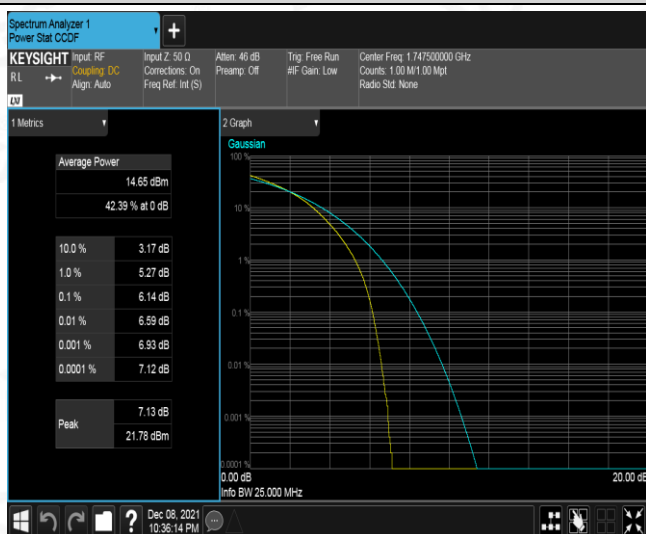 Spectrum Analyzer 1
Power Stat CCDF
+
KEYSIGHT
RL
LXI
Input: RF
Coupling: DC
Align: Auto
Input Z: 50 Ω
Corrections: On
Freq Ref: Int (S)
Atten: 46 dB
Preamp: Off
Trig: Free Run
#IF Gain: Low
Center Freq: 1.747500000 GHz
Counts: 1.00 M/1.00 Mpt
Radio Std: None
1 Metrics
Average Power
14.65 dBm
42.39 % at 0 dB
10.0 % 3.17 dB
1.0 % 5.27 dB
0.1 % 6.14 dB
0.01 % 6.59 dB
0.001 % 6.93 dB
0.0001 % 7.12 dB
Peak
7.13 dB
21.78 dBm
2 Graph
Gaussian
100 %
10 %
1 %
0.1 %
0.01 %
0.001 %
0.0001 %
0.00 dB 20.00 dB
Info BW 25.000 MHz
?
Dec 08, 2021
10:36:14 PM